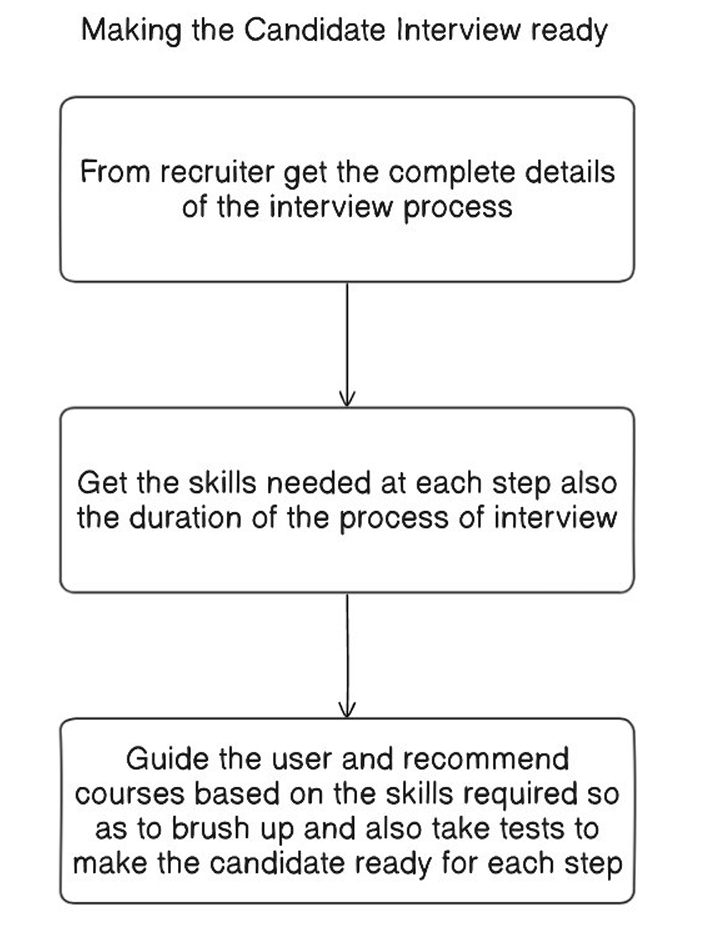 Making the Candidate Interview ready
From recruiter get the complete details
of the interview process
Get the skills needed at each step also
the duration of the process of interview
Guide the user and recommend
courses based on the skills required so
as to brush up and also take tests to
make the candidate ready for each step